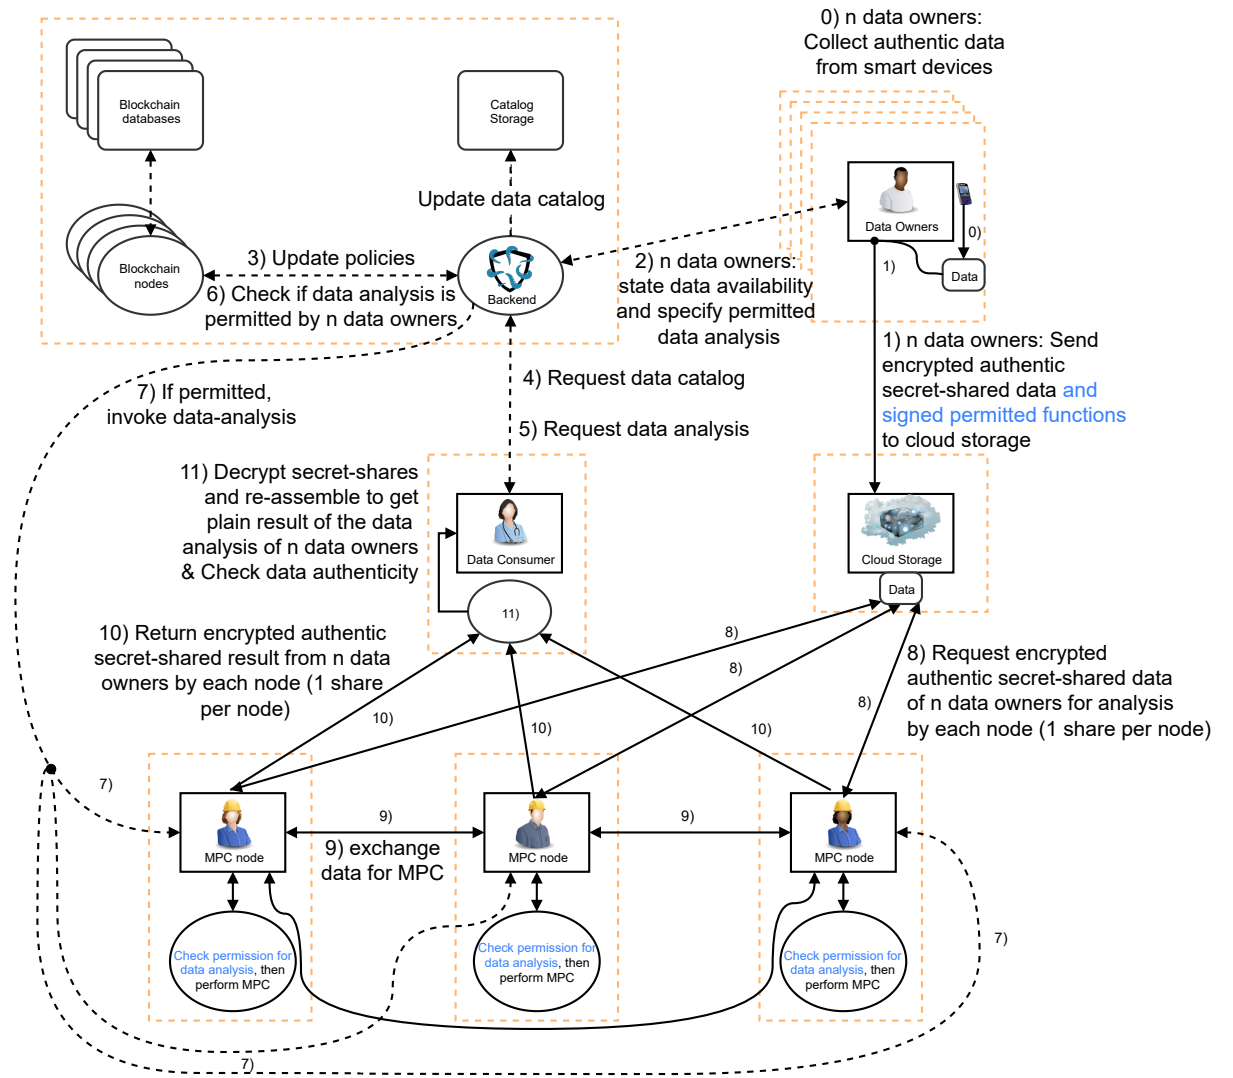 0) n data owners:
Collect authentic data
from smart devices
Blockchain
databases
Catalog
Storage
Update data catalog
Data Owners
0)
Data
1)
Blockchain
nodes
3) Update policies
6) Check if data analysis is
permitted by n data owners
Backend
2) n data owners:
state data availability
and specify permitted
data analysis
1) n data owners: Send
encrypted authentic
secret-shared data and
signed permitted functions
to cloud storage
7) If permitted,
invoke data-analysis
4) Request data catalog
5) Request data analysis
11) Decrypt secret-shares
and re-assemble to get
plain result of the data
analysis of n data owners
& Check data authenticity
Data Consumer
11)
Cloud Storage
Data
10) Return encrypted authentic
secret-shared result from n data
owners by each node (1 share
per node)
8)
8)
8)
8) Request encrypted
authentic secret-shared data
of n data owners for analysis
by each node (1 share per node)
10)
10)
10)
7)
MPC node
9)
9) exchange
data for MPC
MPC node
9)
MPC node
Check permission for
data analysis, then
perform MPC
Check permission for
data analysis, then
perform MPC
Check permission for
data analysis, then
perform MPC
7)
7)